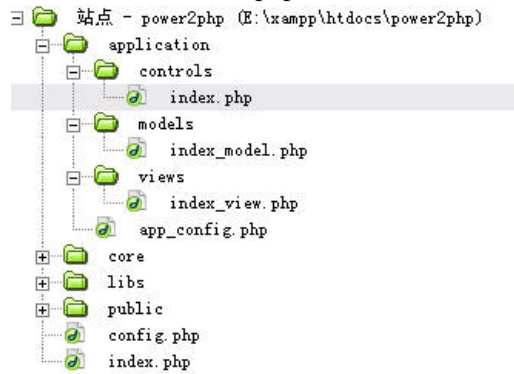 站点 - power2php (E:\xampp\htdocs\power2php)
application
controls
index.php
models
index_model.php
views
index_view.php
app_config.php
core
libs
public
config.php
index.php